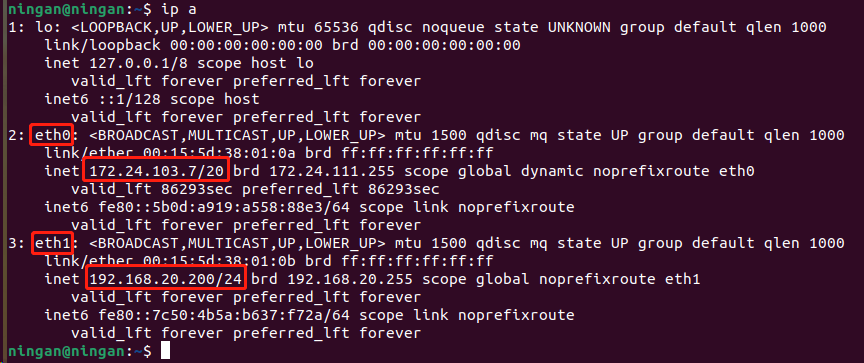 ningan@ningan:~$ ip a
1: lo: <LOOPBACK,UP,LOWER_UP> mtu 65536 qdisc noqueue state UNKNOWN group default qlen 1000
    link/loopback 00:00:00:00:00:00 brd 00:00:00:00:00:00
    inet 127.0.0.1/8 scope host lo
       valid_lft forever preferred_lft forever
    inet6 ::1/128 scope host
       valid_lft forever preferred_lft forever
2: eth0: <BROADCAST,MULTICAST,UP,LOWER_UP> mtu 1500 qdisc mq state UP group default qlen 1000
    link/ether 00:15:5d:38:01:0a brd ff:ff:ff:ff:ff:ff
    inet 172.24.103.7/20 brd 172.24.111.255 scope global dynamic noprefixroute eth0
       valid_lft 86293sec preferred_lft 86293sec
    inet6 fe80::5b0d:a919:a558:88e3/64 scope link noprefixroute
       valid_lft forever preferred_lft forever
3: eth1: <BROADCAST,MULTICAST,UP,LOWER_UP> mtu 1500 qdisc mq state UP group default qlen 1000
    link/ether 00:15:5d:38:01:0b brd ff:ff:ff:ff:ff:ff
    inet 192.168.20.200/24 brd 192.168.20.255 scope global noprefixroute eth1
       valid_lft forever preferred_lft forever
    inet6 fe80::7c50:4b5a:b637:f72a/64 scope link noprefixroute
       valid_lft forever preferred_lft forever
ningan@ningan:~$